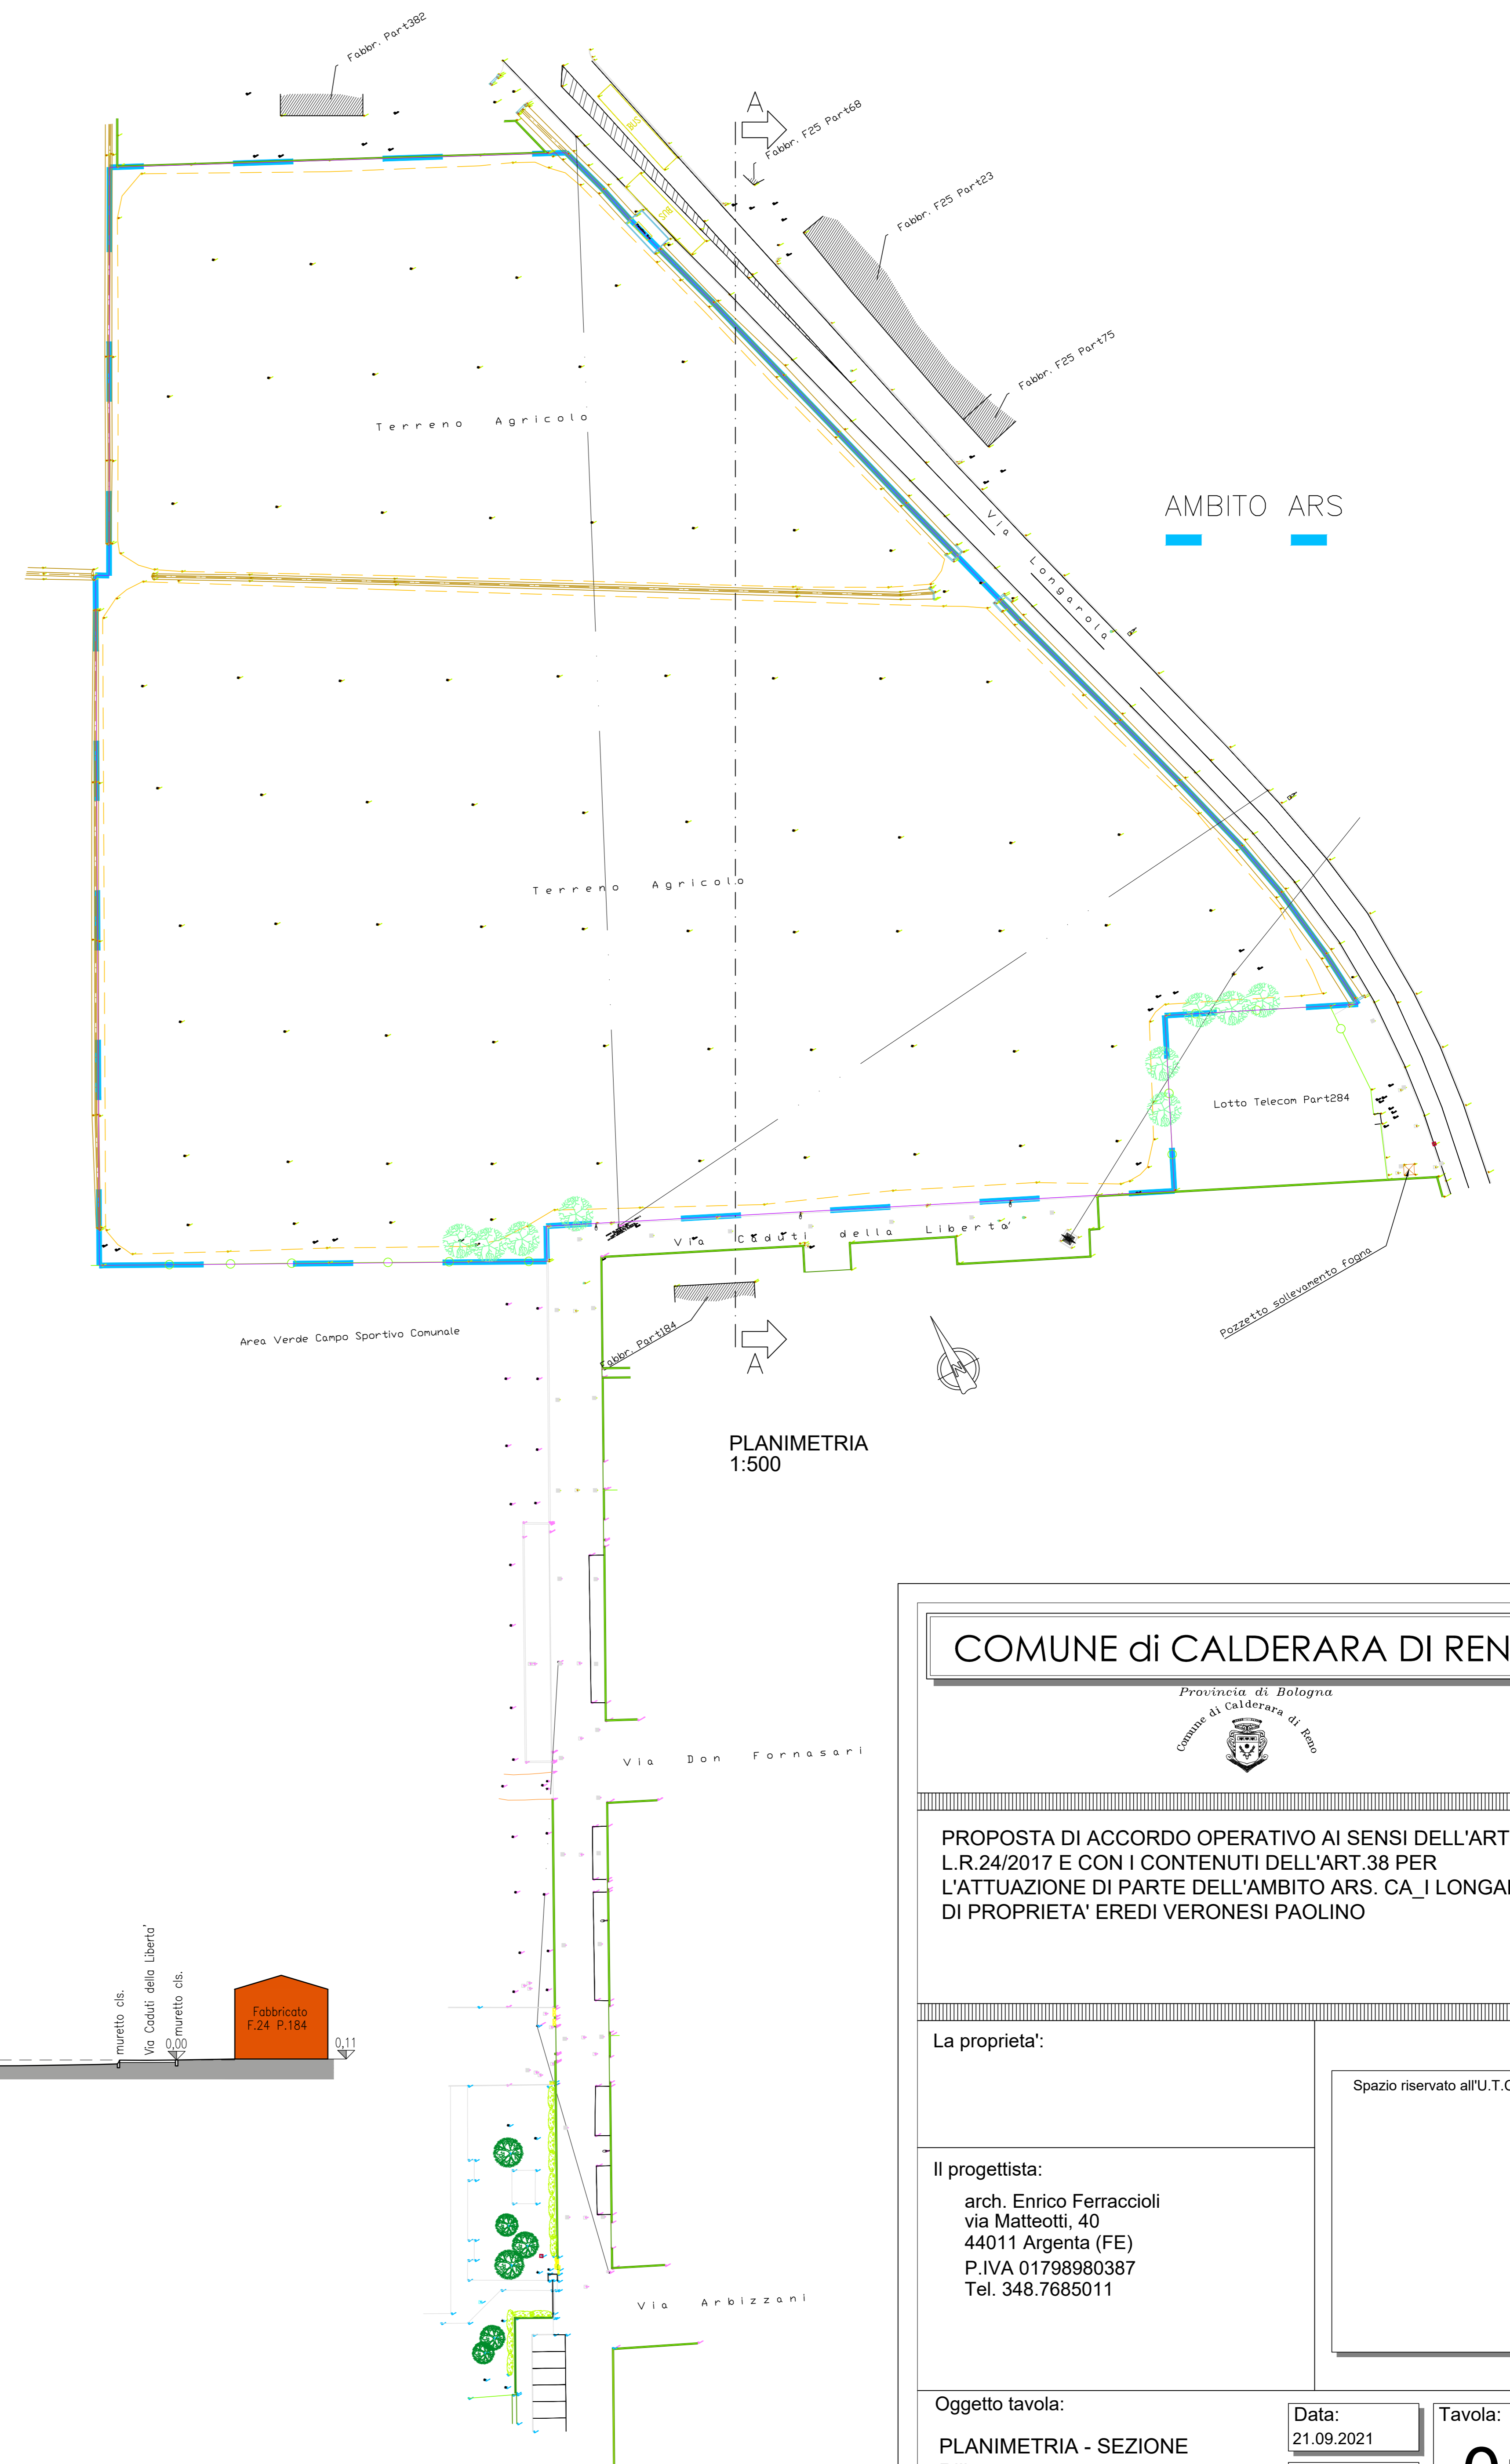 Fabbr. Part382
A
Fabbr. F25 Part68
BUS
BUS
Fabbr. F25 Part23
Fabbr. F25 Part75
Terreno Agricolo
AMBITO ARS
Via Longarola
Terreno Agricolo
Lotto Telecom Part284
Via Caduti della Liberta'
Pozzetto sollevamento fogna
Area Verde Campo Sportivo Comunale
Fabbr. Part184
A
N
PLANIMETRIA
1:500
COMUNE di CALDERARA DI REN
Provincia di Bologna
Comune di Calderara di Reno
Via Don Fornasari
PROPOSTA DI ACCORDO OPERATIVO AI SENSI DELL'ART
L.R.24/2017 E CON I CONTENUTI DELL'ART.38 PER
L'ATTUAZIONE DI PARTE DELL'AMBITO ARS. CA_I LONGA
DI PROPRIETA' EREDI VERONESI PAOLINO
muretto cls.
Via Caduti della Liberta'
muretto cls.
0.00
Fabbricato
F.24 P.184
0.11
La proprieta':
Spazio riservato all'U.T.C
Il progettista:
arch. Enrico Ferraccioli
via Matteotti, 40
44011 Argenta (FE)
P.IVA 01798980387
Tel. 348.7685011
Via Arbizzani
Oggetto tavola:
PLANIMETRIA - SEZIONE
Data:
21.09.2021
Tavola: